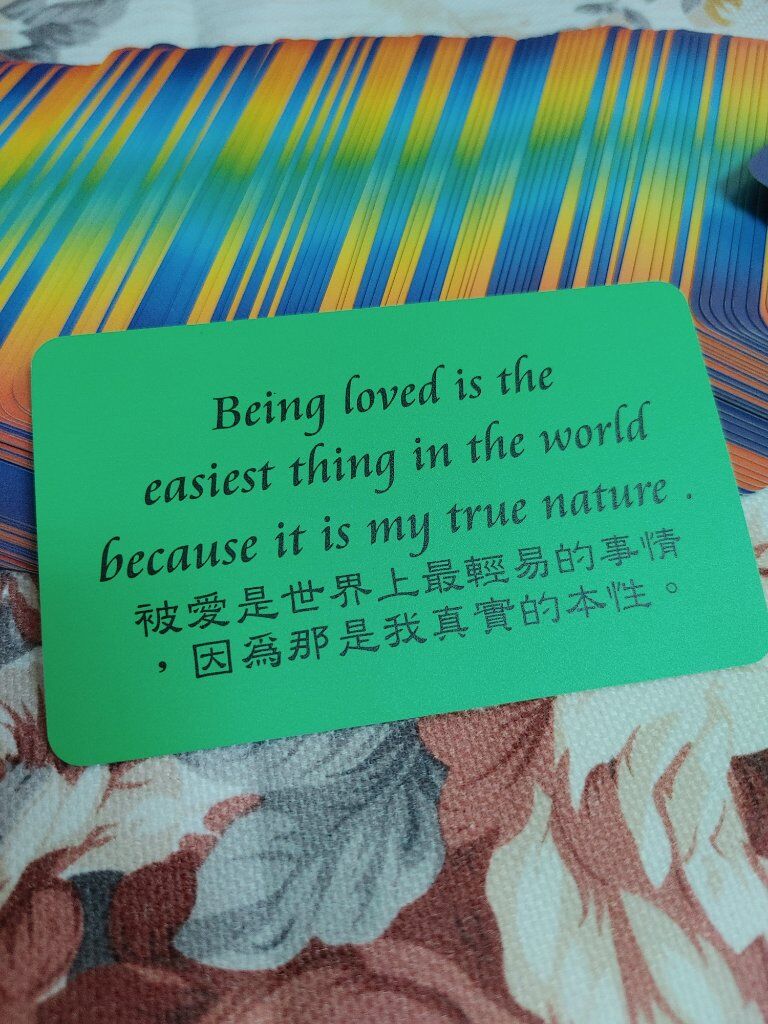 Being loved is the
easiest thing in the world
because it is my true nature .
被愛是世界上最輕易的事情
，因為那是我真實的本性。